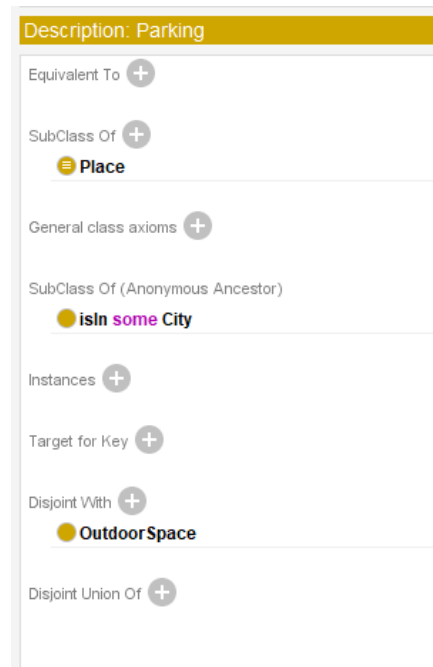 Description: Parking
Equivalent To
SubClass Of
Place
General class axioms
SubClass Of (Anonymous Ancestor)
isIn some City
Instances
Target for Key
Disjoint With
OutdoorSpace
Disjoint Union Of